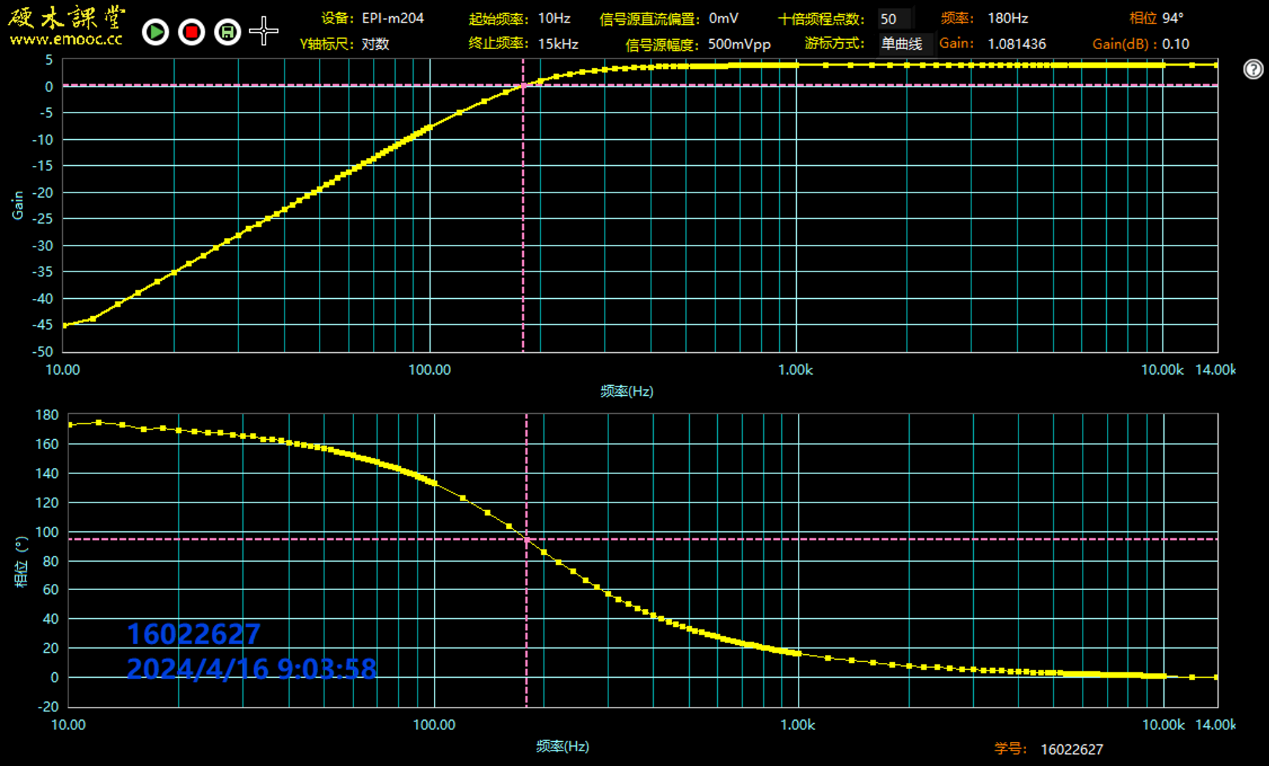 硬木课堂 设备: EPI-m204 起始频率: 10Hz 信号源直流偏置: 0mV 十倍频程点数: 50 频率: 180Hz 相位 94°
www.emooc.cc Y轴标尺: 对数 终止频率: 15kHz 信号源幅度: 500mVpp 游标方式: 单曲线 Gain: 1.081436 Gain(dB) : 0.10
5
0
-5
-10
-15
-20
-25
-30
-35
-40
-45
-50
Gain
10.00 100.00 1.00k 10.00k 14.00k
频率(Hz)
180
160
140
120
100
80
60
40
20
0
-20
相位 (°)
16022627
2024/4/16 9:03:58
10.00 100.00 1.00k 10.00k 14.00k
频率(Hz)
学号: 16022627
?